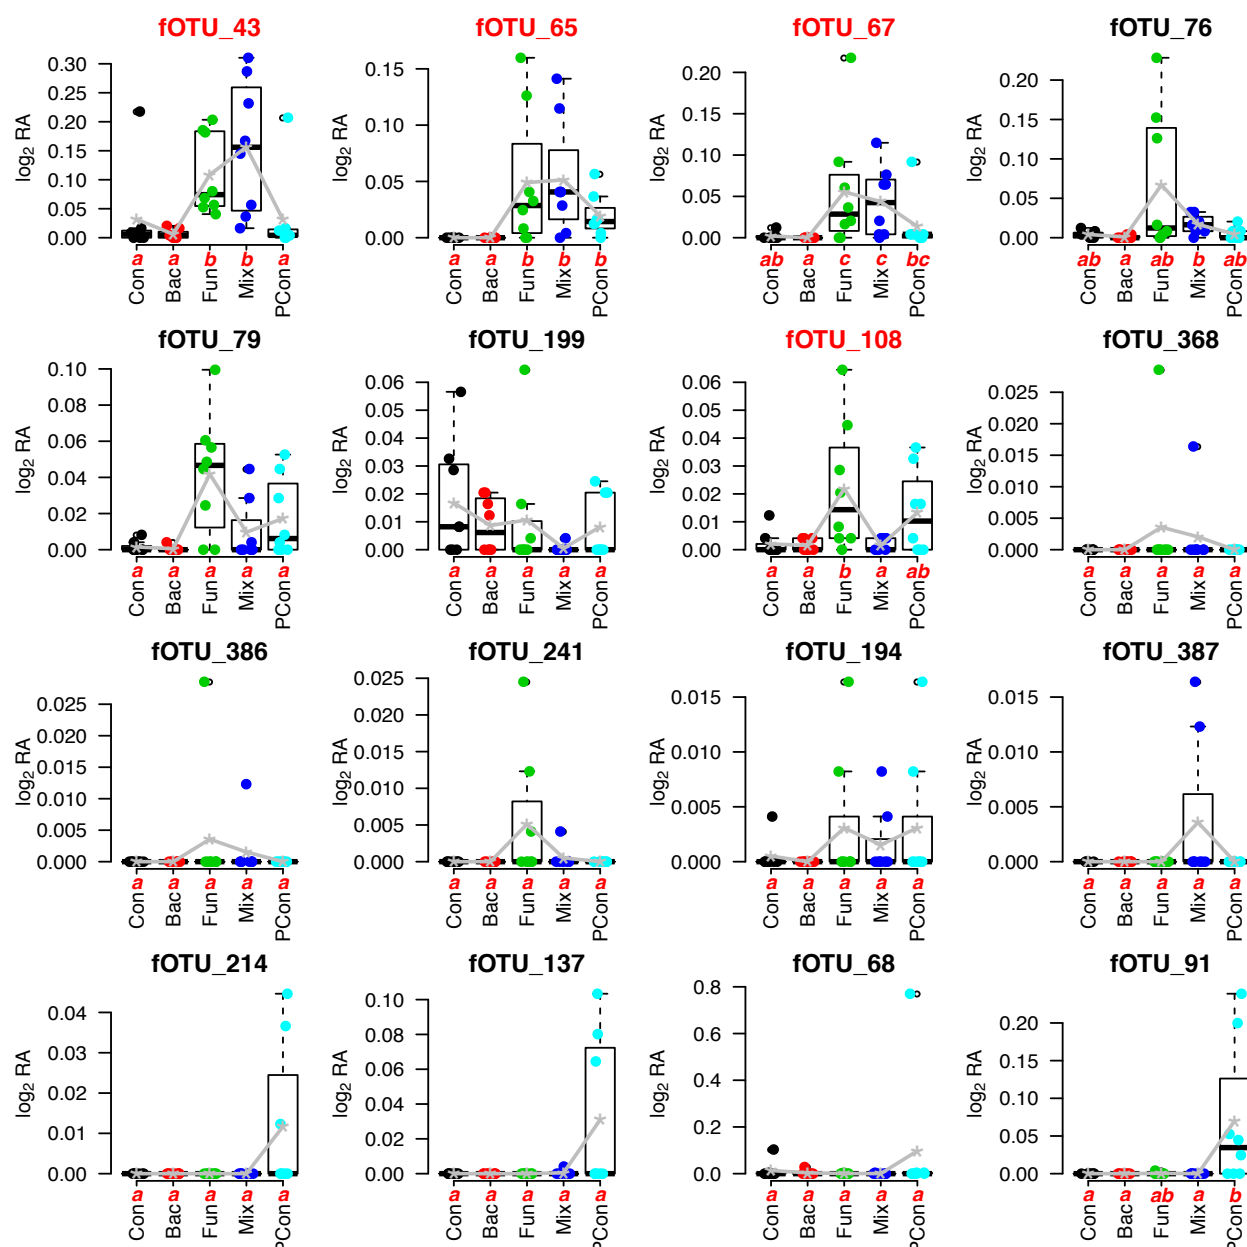 fOTU_43
log₂ RA
0.30
0.25
0.20
0.15
0.10
0.05
0.00
a a b b a
Con Bac Fun Mix PCon
fOTU_65
log₂ RA
0.15
0.10
0.05
0.00
a a b b b
Con Bac Fun Mix PCon
fOTU_67
log₂ RA
0.20
0.15
0.10
0.05
0.00
ab a c c bc
Con Bac Fun Mix PCon
fOTU_76
log₂ RA
0.20
0.15
0.10
0.05
0.00
ab a ab b ab
Con Bac Fun Mix PCon
fOTU_79
log₂ RA
0.10
0.08
0.06
0.04
0.02
0.00
a a a a a
Con Bac Fun Mix PCon
fOTU_199
log₂ RA
0.06
0.05
0.04
0.03
0.02
0.01
0.00
a a a a a
Con Bac Fun Mix PCon
fOTU_108
log₂ RA
0.06
0.05
0.04
0.03
0.02
0.01
0.00
a a b a ab
Con Bac Fun Mix PCon
fOTU_368
log₂ RA
0.025
0.020
0.015
0.010
0.005
0.000
a a a a a
Con Bac Fun Mix PCon
fOTU_386
log₂ RA
0.025
0.020
0.015
0.010
0.005
0.000
a a a a a
Con Bac Fun Mix PCon
fOTU_241
log₂ RA
0.025
0.020
0.015
0.010
0.005
0.000
a a a a a
Con Bac Fun Mix PCon
fOTU_194
log₂ RA
0.015
0.010
0.005
0.000
a a a a a
Con Bac Fun Mix PCon
fOTU_387
log₂ RA
0.015
0.010
0.005
0.000
a a a a a
Con Bac Fun Mix PCon
fOTU_214
log₂ RA
0.04
0.03
0.02
0.01
0.00
a a a a a
Con Bac Fun Mix PCon
fOTU_137
log₂ RA
0.10
0.08
0.06
0.04
0.02
0.00
a a a a a
Con Bac Fun Mix PCon
fOTU_68
log₂ RA
0.8
0.6
0.4
0.2
0.0
a a a a a
Con Bac Fun Mix PCon
fOTU_91
log₂ RA
0.20
0.15
0.10
0.05
0.00
a a ab a b
Con Bac Fun Mix PCon